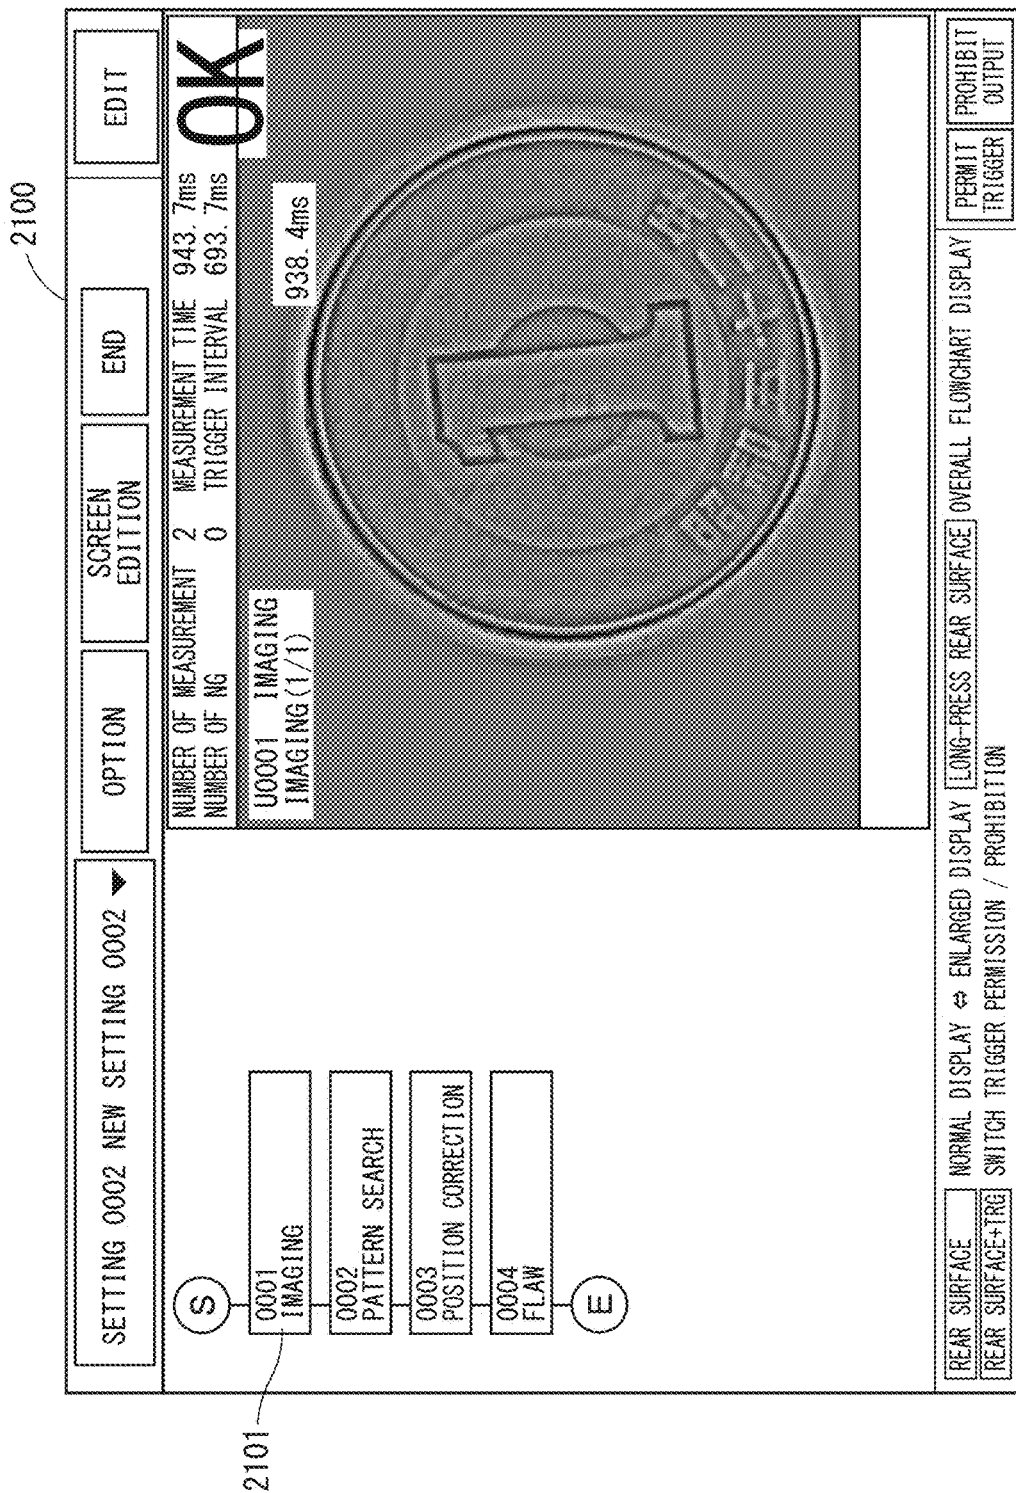 2100
SETTING 0002 NEW SETTING 0002 ▼
OPTION
SCREEN
EDITION
END
EDIT
2101
S
0001
IMAGING
0002
PATTERN SEARCH
0003
POSITION CORRECTION
0004
FLAW
E
NUMBER OF MEASUREMENT 2 MEASUREMENT TIME 943.7ms
NUMBER OF NG 0 TRIGGER INTERVAL 693.7ms
OK
U0001 IMAGING
IMAGING(1/1)
938.4ms
REAR SURFACE NORMAL DISPLAY ⇔ ENLARGED DISPLAY LONG-PRESS REAR SURFACE OVERALL FLOWCHART DISPLAY
REAR SURFACE+TRG SWITCH TRIGGER PERMISSION / PROHIBITION
PERMIT
TRIGGER
PROHIBIT
OUTPUT